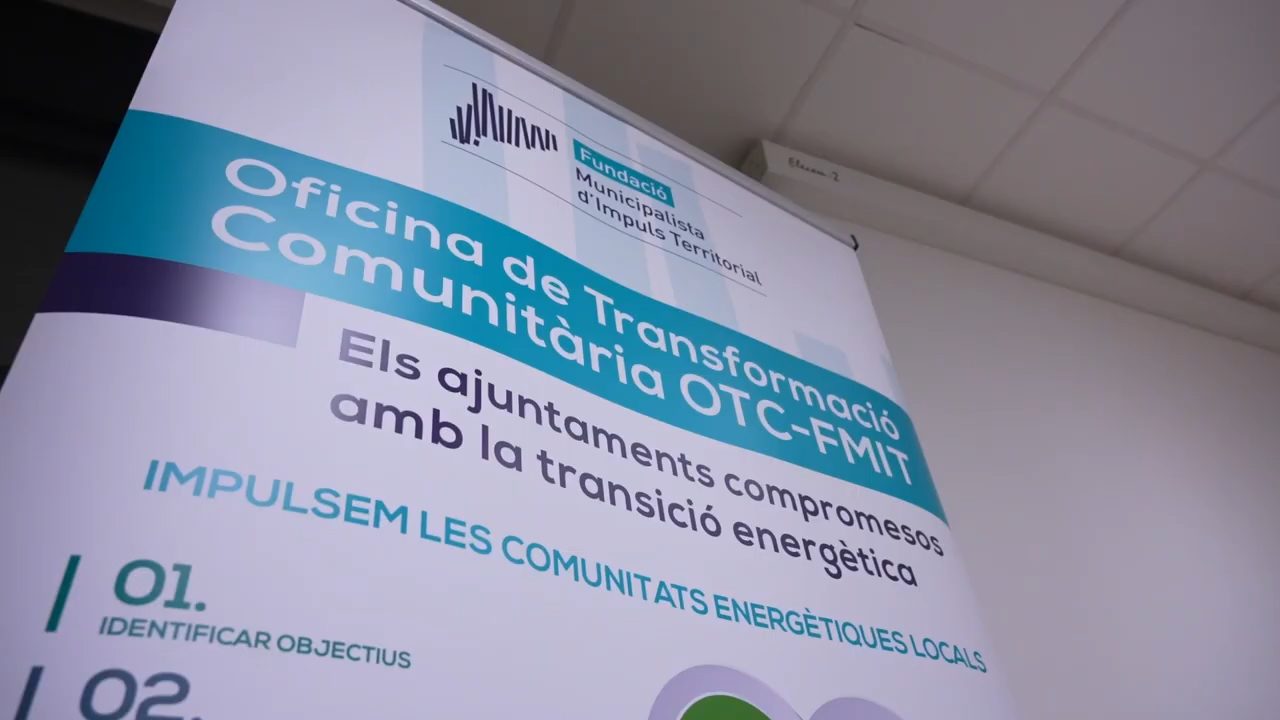 Fundació
Municipalista
d'Impuls Territorial
Oficina de Transformació
Comunitària OTC-FMIT
Els ajuntaments compromesos
amb la transició energètica
IMPULSEM LES COMUNITATS ENERGÈTIQUES LOCALS
01.
IDENTIFICAR OBJECTIUS
02.